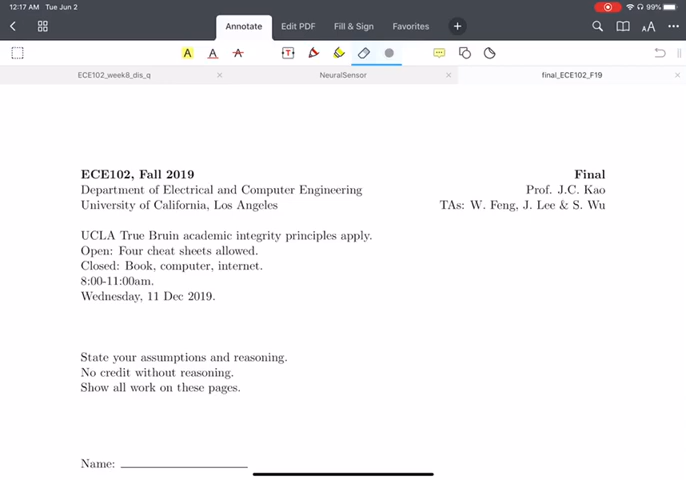 12:17 AM Tue Jun 2
99%
Annotate
Edit PDF
Fill & Sign
Favorites
AA
A
A
A
T
ECE102_week8_dis_q
NeuralSensor
final_ECE102_F19
ECE102, Fall 2019
Final
Department of Electrical and Computer Engineering
Prof. J.C. Kao
University of California, Los Angeles
TAs: W. Feng, J. Lee & S. Wu
UCLA True Bruin academic integrity principles apply.
Open: Four cheat sheets allowed.
Closed: Book, computer, internet.
8:00-11:00am.
Wednesday, 11 Dec 2019.
State your assumptions and reasoning.
No credit without reasoning.
Show all work on these pages.
Name: